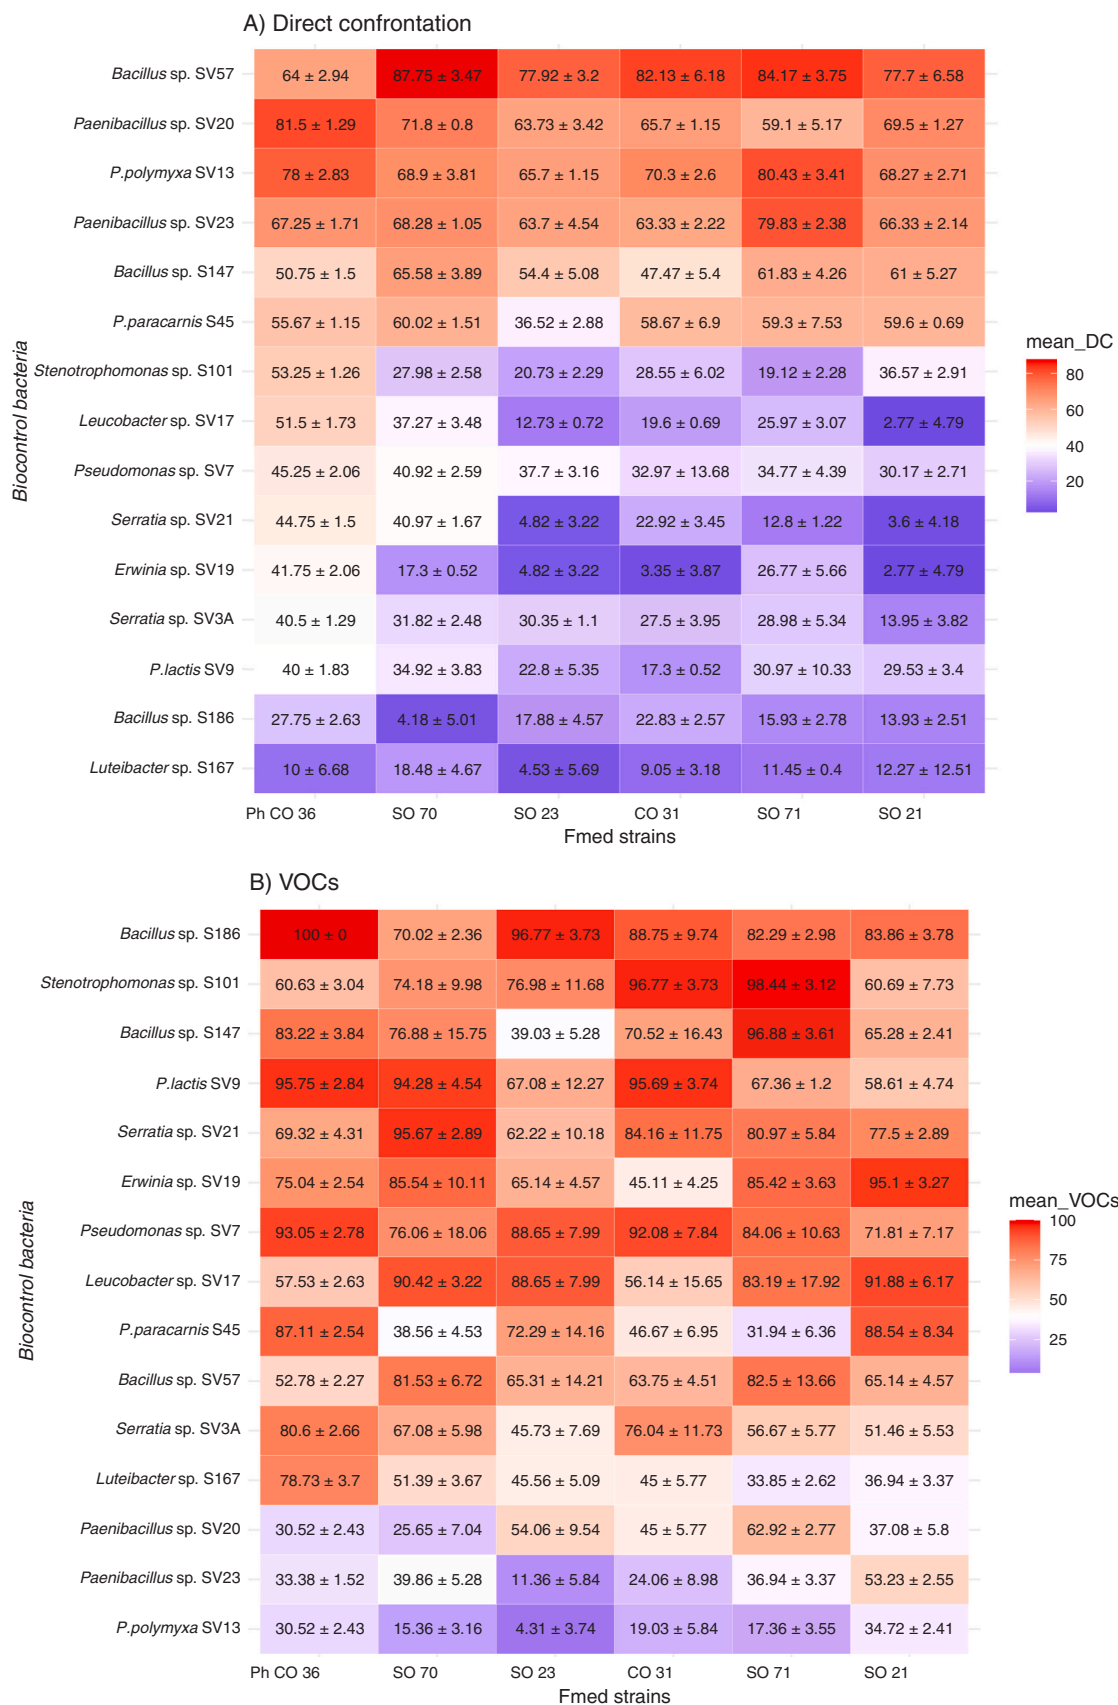 A) Direct confrontation
Bacillus sp. SV57 64 ± 2.94 87.75 ± 3.47 77.92 ± 3.2 82.13 ± 6.18 84.17 ± 3.75 77.7 ± 6.58
Paenibacillus sp. SV20 81.5 ± 1.29 71.8 ± 0.8 63.73 ± 3.42 65.7 ± 1.15 59.1 ± 5.17 69.5 ± 1.27
P.polymyxa SV13 78 ± 2.83 68.9 ± 3.81 65.7 ± 1.15 70.3 ± 2.6 80.43 ± 3.41 68.27 ± 2.71
Paenibacillus sp. SV23 67.25 ± 1.71 68.28 ± 1.05 63.7 ± 4.54 63.33 ± 2.22 79.83 ± 2.38 66.33 ± 2.14
Bacillus sp. S147 50.75 ± 1.5 65.58 ± 3.89 54.4 ± 5.08 47.47 ± 5.4 61.83 ± 4.26 61 ± 5.27
P.paracarnis S45 55.67 ± 1.15 60.02 ± 1.51 36.52 ± 2.88 58.67 ± 6.9 59.3 ± 7.53 59.6 ± 0.69
Stenotrophomonas sp. S101 53.25 ± 1.26 27.98 ± 2.58 20.73 ± 2.29 28.55 ± 6.02 19.12 ± 2.28 36.57 ± 2.91
Leucobacter sp. SV17 51.5 ± 1.73 37.27 ± 3.48 12.73 ± 0.72 19.6 ± 0.69 25.97 ± 3.07 2.77 ± 4.79
Pseudomonas sp. SV7 45.25 ± 2.06 40.92 ± 2.59 37.7 ± 3.16 32.97 ± 13.68 34.77 ± 4.39 30.17 ± 2.71
Serratia sp. SV21 44.75 ± 1.5 40.97 ± 1.67 4.82 ± 3.22 22.92 ± 3.45 12.8 ± 1.22 3.6 ± 4.18
Erwinia sp. SV19 41.75 ± 2.06 17.3 ± 0.52 4.82 ± 3.22 3.35 ± 3.87 26.77 ± 5.66 2.77 ± 4.79
Serratia sp. SV3A 40.5 ± 1.29 31.82 ± 2.48 30.35 ± 1.1 27.5 ± 3.95 28.98 ± 5.34 13.95 ± 3.82
P.lactis SV9 40 ± 1.83 34.92 ± 3.83 22.8 ± 5.35 17.3 ± 0.52 30.97 ± 10.33 29.53 ± 3.4
Bacillus sp. S186 27.75 ± 2.63 4.18 ± 5.01 17.88 ± 4.57 22.83 ± 2.57 15.93 ± 2.78 13.93 ± 2.51
Luteibacter sp. S167 10 ± 6.68 18.48 ± 4.67 4.53 ± 5.69 9.05 ± 3.18 11.45 ± 0.4 12.27 ± 12.51
Ph CO 36 SO 70 SO 23 CO 31 SO 71 SO 21
Fmed strains
Biocontrol bacteria
mean_DC
80
60
40
20
B) VOCs
Bacillus sp. S186 100 ± 0 70.02 ± 2.36 96.77 ± 3.73 88.75 ± 9.74 82.29 ± 2.98 83.86 ± 3.78
Stenotrophomonas sp. S101 60.63 ± 3.04 74.18 ± 9.98 76.98 ± 11.68 96.77 ± 3.73 98.44 ± 3.12 60.69 ± 7.73
Bacillus sp. S147 83.22 ± 3.84 76.88 ± 15.75 39.03 ± 5.28 70.52 ± 16.43 96.88 ± 3.61 65.28 ± 2.41
P.lactis SV9 95.75 ± 2.84 94.28 ± 4.54 67.08 ± 12.27 95.69 ± 3.74 67.36 ± 1.2 58.61 ± 4.74
Serratia sp. SV21 69.32 ± 4.31 95.67 ± 2.89 62.22 ± 10.18 84.16 ± 11.75 80.97 ± 5.84 77.5 ± 2.89
Erwinia sp. SV19 75.04 ± 2.54 85.54 ± 10.11 65.14 ± 4.57 45.11 ± 4.25 85.42 ± 3.63 95.1 ± 3.27
Pseudomonas sp. SV7 93.05 ± 2.78 76.06 ± 18.06 88.65 ± 7.99 92.08 ± 7.84 84.06 ± 10.63 71.81 ± 7.17
Leucobacter sp. SV17 57.53 ± 2.63 90.42 ± 3.22 88.65 ± 7.99 56.14 ± 15.65 83.19 ± 17.92 91.88 ± 6.17
P.paracarnis S45 87.11 ± 2.54 38.56 ± 4.53 72.29 ± 14.16 46.67 ± 6.95 31.94 ± 6.36 88.54 ± 8.34
Bacillus sp. SV57 52.78 ± 2.27 81.53 ± 6.72 65.31 ± 14.21 63.75 ± 4.51 82.5 ± 13.66 65.14 ± 4.57
Serratia sp. SV3A 80.6 ± 2.66 67.08 ± 5.98 45.73 ± 7.69 76.04 ± 11.73 56.67 ± 5.77 51.46 ± 5.53
Luteibacter sp. S167 78.73 ± 3.7 51.39 ± 3.67 45.56 ± 5.09 45 ± 5.77 33.85 ± 2.62 36.94 ± 3.37
Paenibacillus sp. SV20 30.52 ± 2.43 25.65 ± 7.04 54.06 ± 9.54 45 ± 5.77 62.92 ± 2.77 37.08 ± 5.8
Paenibacillus sp. SV23 33.38 ± 1.52 39.86 ± 5.28 11.36 ± 5.84 24.06 ± 8.98 36.94 ± 3.37 53.23 ± 2.55
P.polymyxa SV13 30.52 ± 2.43 15.36 ± 3.16 4.31 ± 3.74 19.03 ± 5.84 17.36 ± 3.55 34.72 ± 2.41
Ph CO 36 SO 70 SO 23 CO 31 SO 71 SO 21
Fmed strains
Biocontrol bacteria
mean_VOCs
100
75
50
25